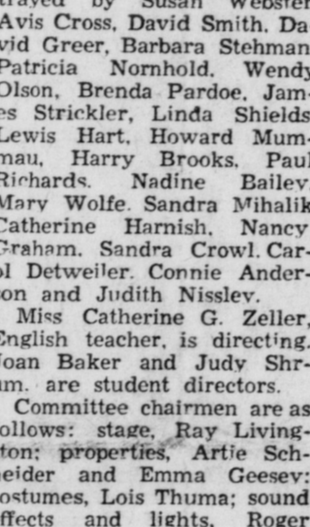 trayed by Susan Webster
Avis Cross, David Smith, Da
vid Greer, Barbara Stehman
Patricia Nornhold, Wendy
Olson, Brenda Pardoe, Jam-
es Strickler, Linda Shields
Lewis Hart, Howard Mum-
mau, Harry Brooks, Paul
Richards, Nadine Bailey
Mary Wolfe, Sandra Mihalik
Catherine Harnish, Nancy
Graham, Sandra Crowl, Car-
ol Detweiler, Connie Ander-
son and Judith Nissley.
Miss Catherine G. Zeller,
English teacher, is directing.
Joan Baker and Judy Shr-
um. are student directors.
Committee chairmen are as
follows: stage, Ray Living-
ston; properties, Artie Sch-
neider and Emma Geesey;
costumes, Lois Thuma; sound
effects and lights, Roger